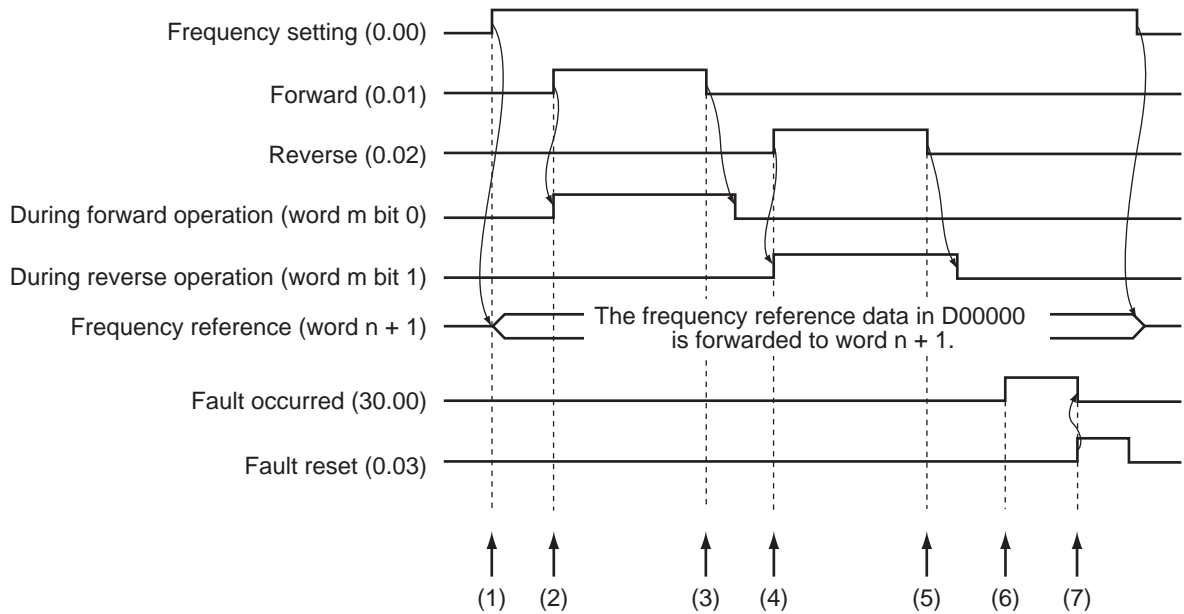 Frequency setting (0.00)
Forward (0.01)
Reverse (0.02)
During forward operation (word m bit 0)
During reverse operation (word m bit 1)
Frequency reference (word n + 1)
The frequency reference data in D00000
is forwarded to word n + 1.
Fault occurred (30.00)
Fault reset (0.03)
(1) (2) (3) (4) (5) (6) (7)